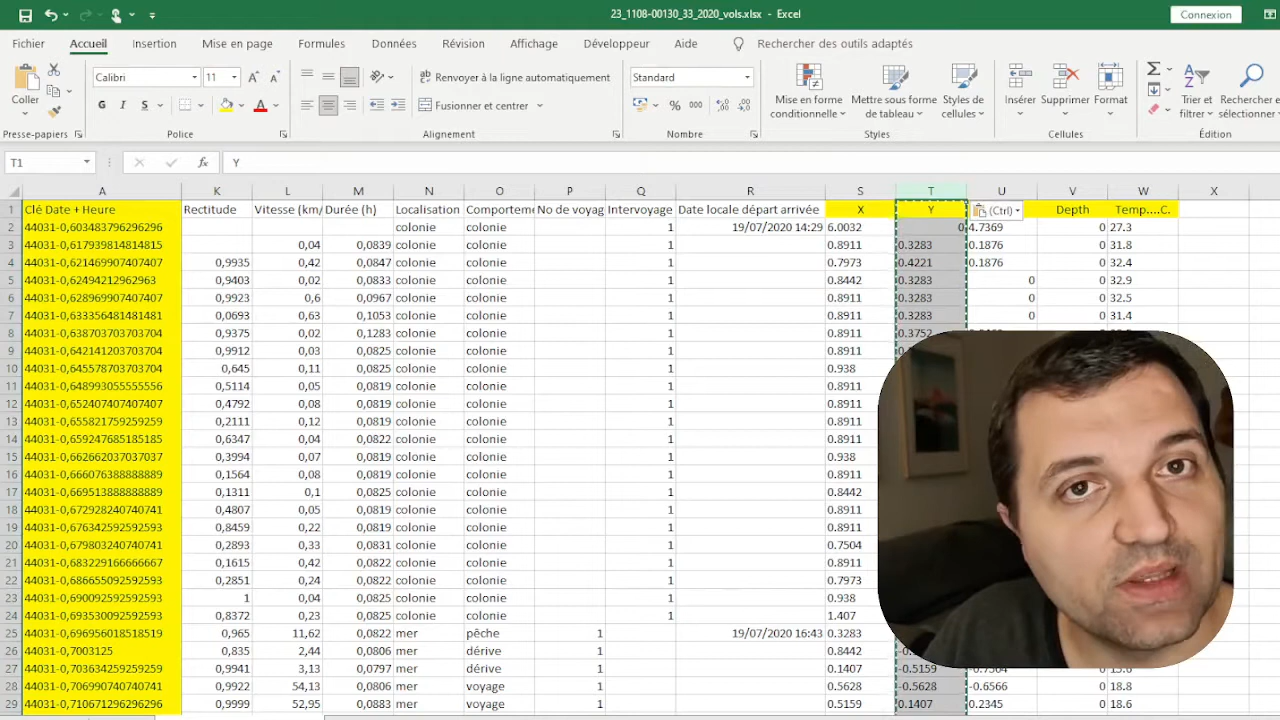 23_1108-00130_33_2020_vols.xlsx - Excel
Connexion
Fichier Accueil Insertion Mise en page Formules Données Révision Affichage Développeur Aide Rechercher des outils adaptés
Calibri 11 Renvoyer à la ligne automatiquement Standard
Coller G I S Fusionner et centrer % 000 Mise en forme conditionnelle Mettre sous forme de tableau Styles de cellules Insérer Supprimer Format Trier et filtrer Rechercher sélectionner
Presse-papiers Police Alignement Nombre Styles Cellules Édition
T1 fx Y
A K L M N O P Q R S T U V W X
1 Clé Date + Heure Rectitude Vitesse (km/ Durée (h) Localisation Comporteme No de voyag Intervoyage Date locale départ arrivée X Y (Ctrl) Depth Temp....C.
2 44031-0,603483796296296 colonie colonie 1 19/07/2020 14:29 6.0032 0 4.7369 0 27.3
3 44031-0,617939814814815 0,04 0,0839 colonie colonie 1 0.8911 0.3283 0.1876 0 31.8
4 44031-0,621469907407407 0,9935 0,42 0,0847 colonie colonie 1 0.7973 0.4221 0.1876 0 32.4
5 44031-0,62494212962963 0,9403 0,02 0,0833 colonie colonie 1 0.8442 0.3283 0 0 32.9
6 44031-0,628969907407407 0,9923 0,6 0,0967 colonie colonie 1 0.8911 0.3283 0 0 32.5
7 44031-0,633356481481481 0,0693 0,63 0,1053 colonie colonie 1 0.8911 0.3283 0 0 31.4
8 44031-0,638703703703704 0,9375 0,02 0,1283 colonie colonie 1 0.8911 0.3752
9 44031-0,642141203703704 0,9912 0,03 0,0825 colonie colonie 1 0.8911
10 44031-0,645578703703704 0,645 0,11 0,0825 colonie colonie 1 0.938
11 44031-0,648993055555556 0,5114 0,05 0,0819 colonie colonie 1 0.8911
12 44031-0,652407407407407 0,4792 0,08 0,0819 colonie colonie 1 0.8911
13 44031-0,655821759259259 0,2111 0,12 0,0819 colonie colonie 1 0.8911
14 44031-0,659247685185185 0,6347 0,04 0,0822 colonie colonie 1 0.8911
15 44031-0,662662037037037 0,3994 0,07 0,0819 colonie colonie 1 0.938
16 44031-0,666076388888889 0,1564 0,08 0,0819 colonie colonie 1 0.8911
17 44031-0,669513888888889 0,1311 0,1 0,0825 colonie colonie 1 0.8442
18 44031-0,672928240740741 0,4807 0,05 0,0819 colonie colonie 1 0.8911
19 44031-0,676342592592593 0,8459 0,22 0,0819 colonie colonie 1 0.8911
20 44031-0,679803240740741 0,2893 0,33 0,0831 colonie colonie 1 0.7504
21 44031-0,683229166666667 0,1615 0,42 0,0822 colonie colonie 1 0.8911
22 44031-0,686655092592593 0,2851 0,24 0,0822 colonie colonie 1 0.7973
23 44031-0,690092592592593 1 0,04 0,0825 colonie colonie 1 0.938
24 44031-0,693530092592593 0,8372 0,23 0,0825 colonie colonie 1 1.407
25 44031-0,696956018518519 0,965 11,62 0,0822 mer pêche 1 19/07/2020 16:43 0.3283
26 44031-0,7003125 0,835 2,44 0,0806 mer dérive 1 0.8442
27 44031-0,703634259259259 0,9941 3,13 0,0797 mer dérive 1 0.1407 -0.5159
28 44031-0,706990740740741 0,9922 54,13 0,0806 mer voyage 1 0.5628 -0.5628 -0.6566 0 18.8
29 44031-0,710671296296296 0,9999 52,95 0,0883 mer voyage 1 0.5159 0.1407 0.2345 0 18.6